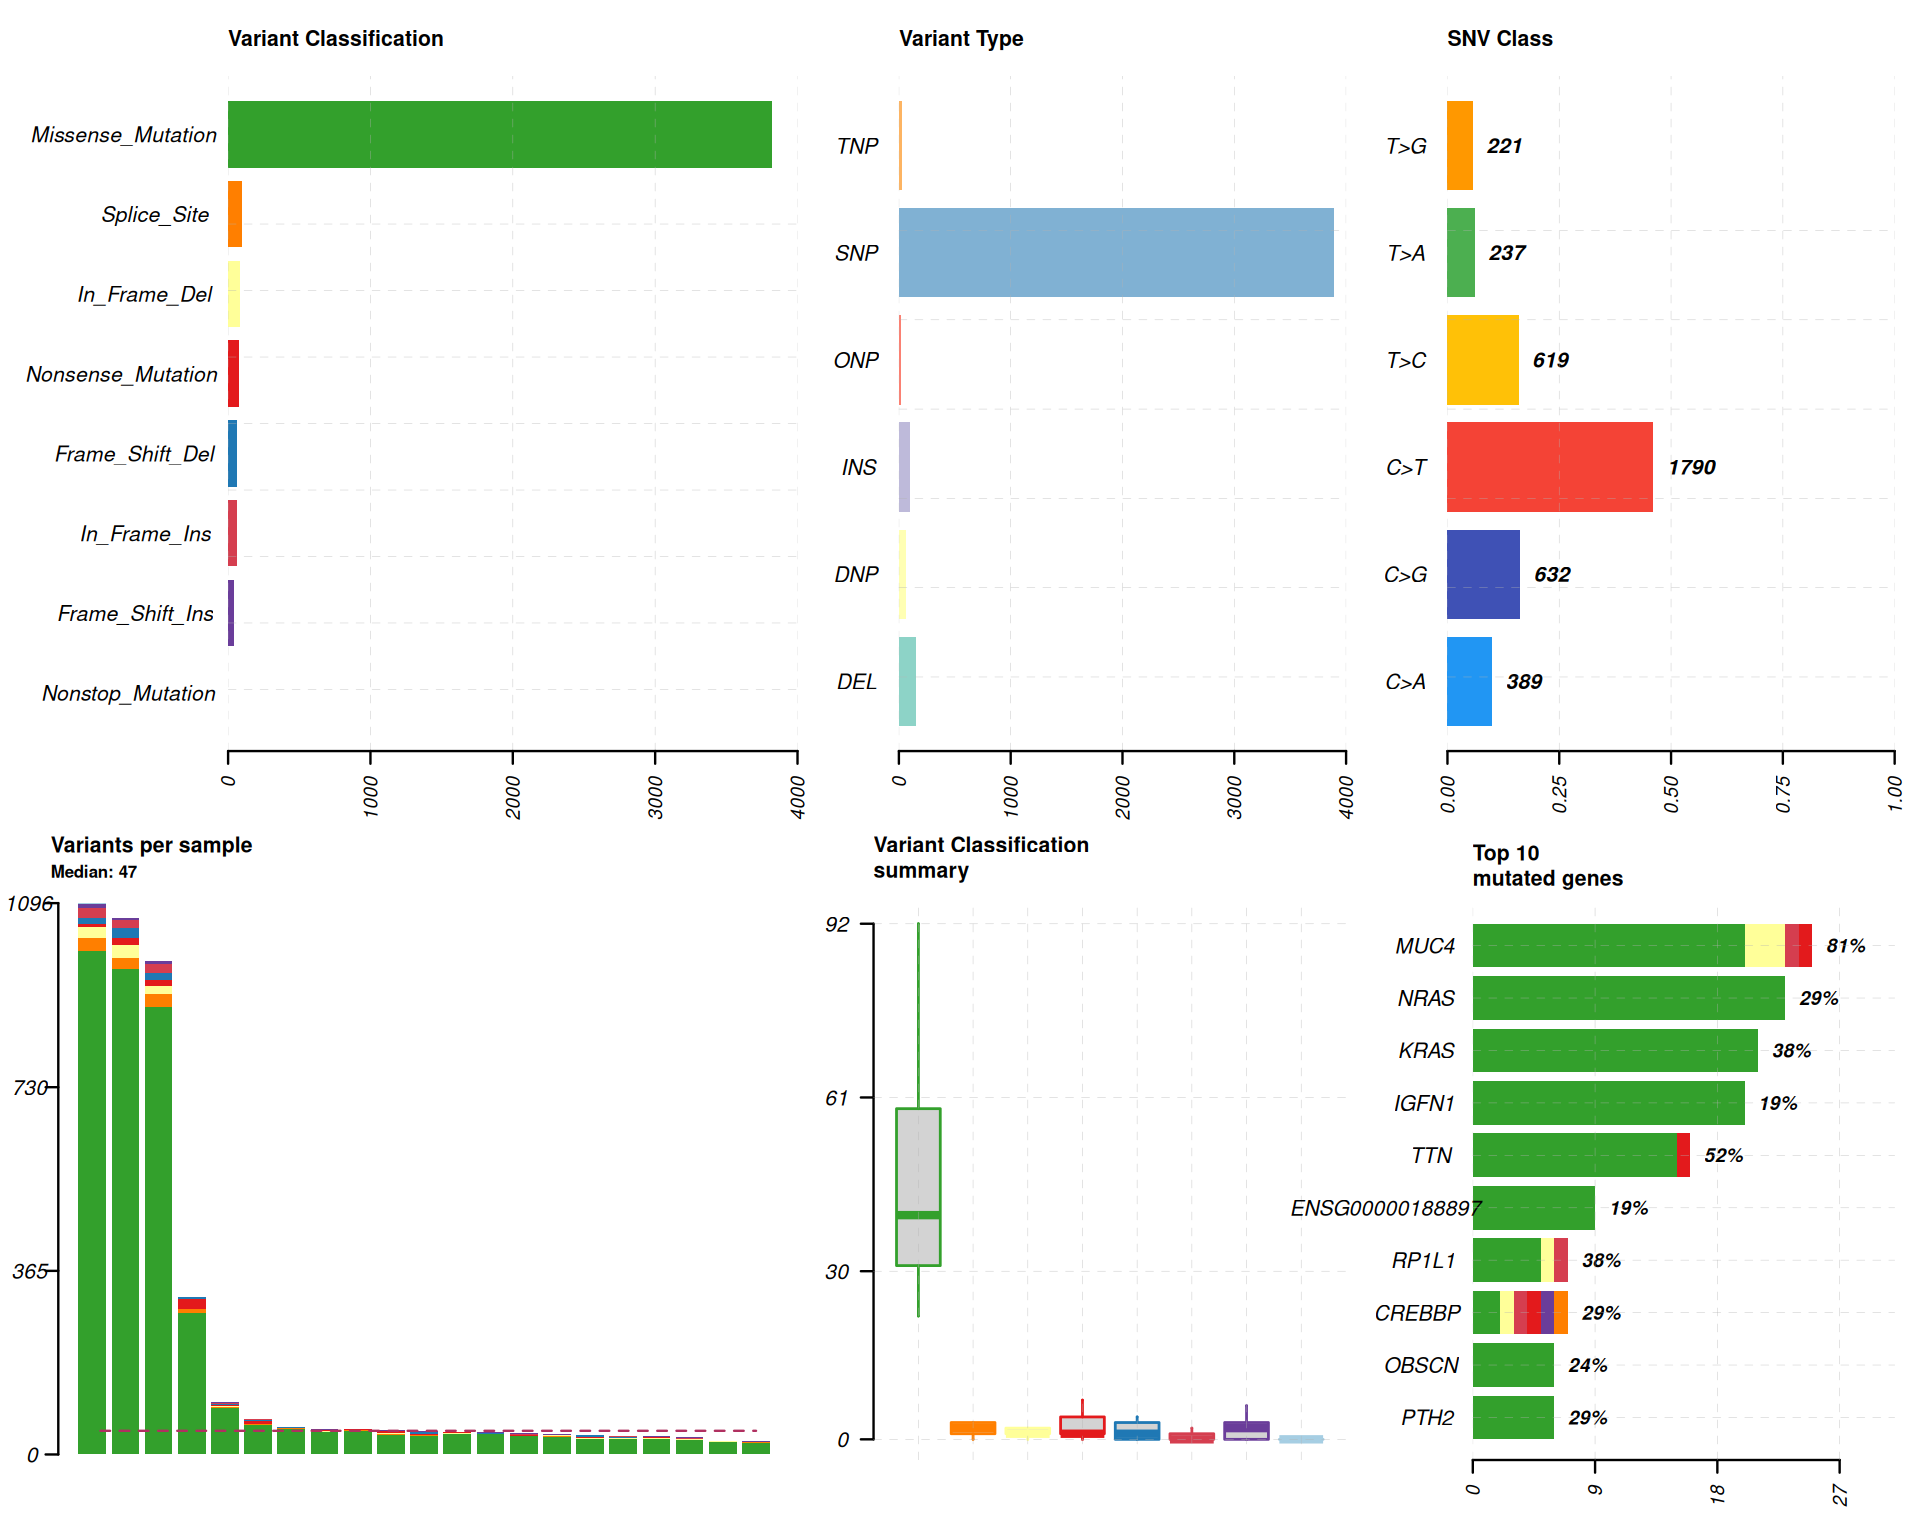 Variant Classification
Missense_Mutation
Splice_Site
In_Frame_Del
Nonsense_Mutation
Frame_Shift_Del
In_Frame_Ins
Frame_Shift_Ins
Nonstop_Mutation
0
1000
2000
3000
4000
Variant Type
TNP
SNP
ONP
INS
DNP
DEL
0
1000
2000
3000
4000
SNV Class
T>G 221
T>A 237
T>C 619
C>T 1790
C>G 632
C>A 389
0.00
0.25
0.50
0.75
1.00
Variants per sample
Median: 47
1096
730
365
0
Variant Classification
summary
92
61
30
0
Top 10
mutated genes
MUC4 81%
NRAS 29%
KRAS 38%
IGFN1 19%
TTN 52%
ENSG00000188897 19%
RP1L1 38%
CREBBP 29%
OBSCN 24%
PTH2 29%
0
9
18
27